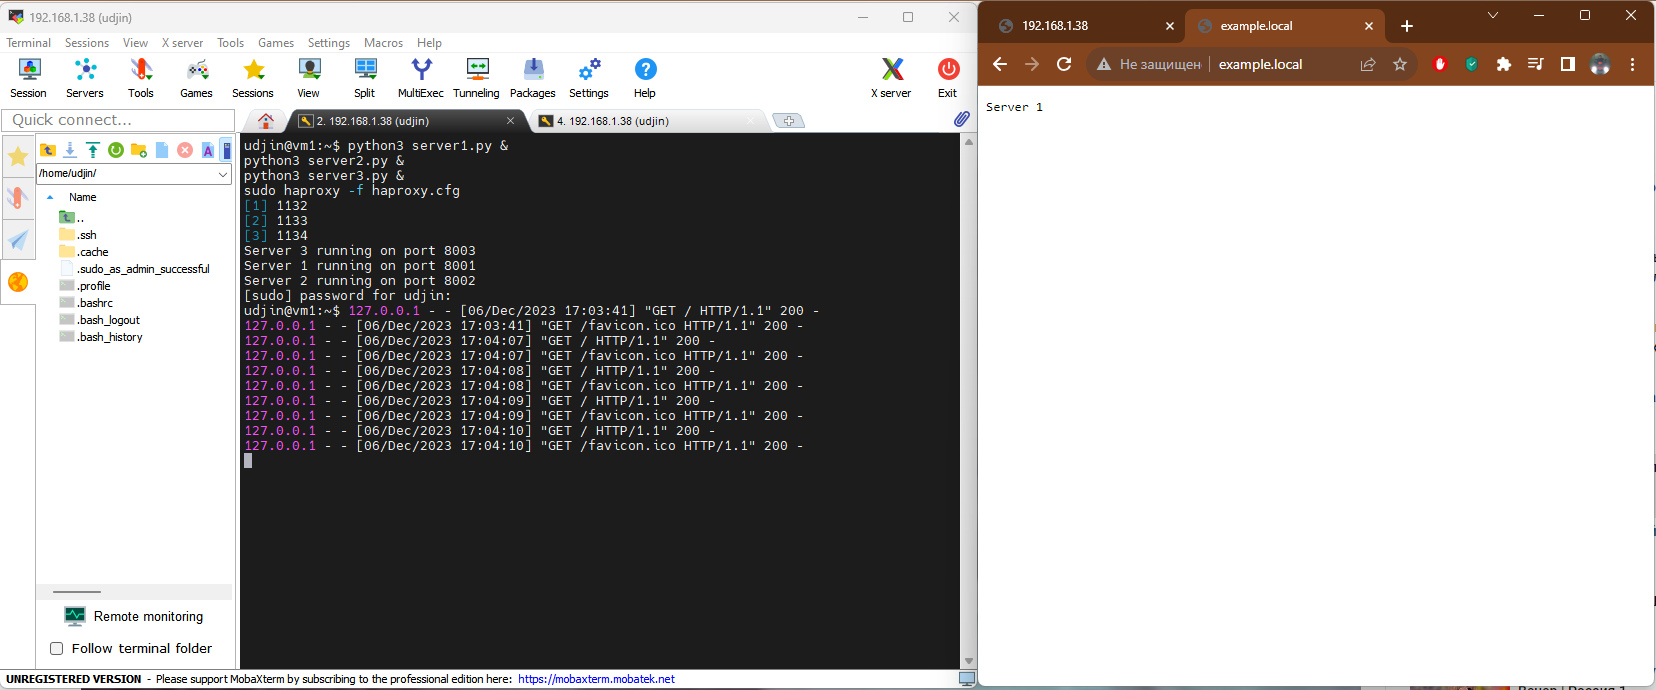 192.168.1.38 (udjin)
Terminal Sessions View X server Tools Games Settings Macros Help
Session Servers Tools Games Sessions View Split MultiExec Tunneling Packages Settings Help X server Exit
Quick connect...
2. 192.168.1.38 (udjin)
4. 192.168.1.38 (udjin)
/home/udjin/
Name
..
.ssh
.cache
.sudo_as_admin_successful
.profile
.bashrc
.bash_logout
.bash_history
Remote monitoring
Follow terminal folder
udjin@vm1:~$ python3 server1.py &
python3 server2.py &
python3 server3.py &
sudo haproxy -f haproxy.cfg
[1] 1132
[2] 1133
[3] 1134
Server 3 running on port 8003
Server 1 running on port 8001
Server 2 running on port 8002
[sudo] password for udjin:
udjin@vm1:~$ 127.0.0.1 - - [06/Dec/2023 17:03:41] "GET / HTTP/1.1" 200 -
127.0.0.1 - - [06/Dec/2023 17:03:41] "GET /favicon.ico HTTP/1.1" 200 -
127.0.0.1 - - [06/Dec/2023 17:04:07] "GET / HTTP/1.1" 200 -
127.0.0.1 - - [06/Dec/2023 17:04:07] "GET /favicon.ico HTTP/1.1" 200 -
127.0.0.1 - - [06/Dec/2023 17:04:08] "GET / HTTP/1.1" 200 -
127.0.0.1 - - [06/Dec/2023 17:04:08] "GET /favicon.ico HTTP/1.1" 200 -
127.0.0.1 - - [06/Dec/2023 17:04:09] "GET / HTTP/1.1" 200 -
127.0.0.1 - - [06/Dec/2023 17:04:09] "GET /favicon.ico HTTP/1.1" 200 -
127.0.0.1 - - [06/Dec/2023 17:04:10] "GET / HTTP/1.1" 200 -
127.0.0.1 - - [06/Dec/2023 17:04:10] "GET /favicon.ico HTTP/1.1" 200 -
UNREGISTERED VERSION - Please support MobaXterm by subscribing to the professional edition here: https://mobaxterm.mobatek.net
192.168.1.38
example.local
Не защищен
example.local
Server 1